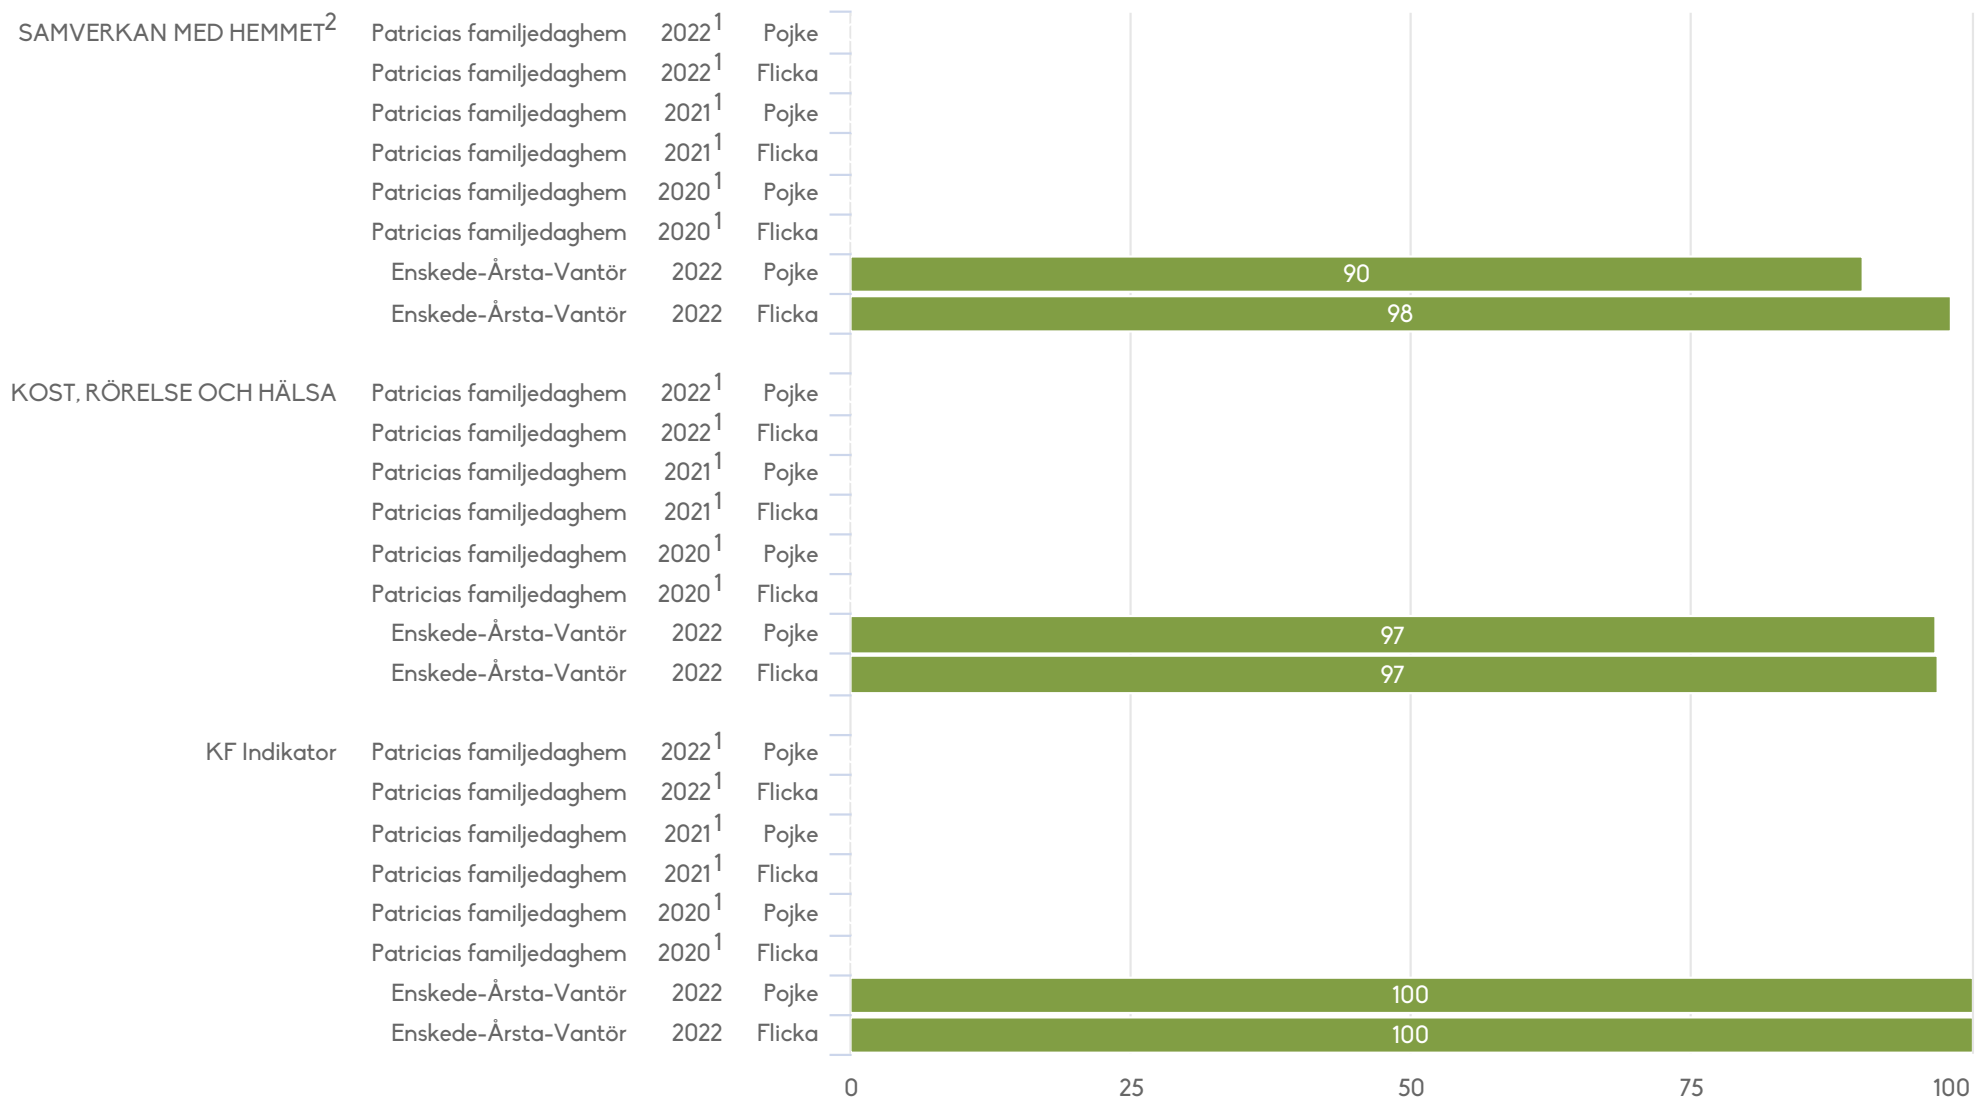 SAMVERKAN MED HEMMET² Patricias familjedaghem 2022¹ Pojke
Patricias familjedaghem 2022¹ Flicka
Patricias familjedaghem 2021¹ Pojke
Patricias familjedaghem 2021¹ Flicka
Patricias familjedaghem 2020¹ Pojke
Patricias familjedaghem 2020¹ Flicka
Enskede-Årsta-Vantör 2022 Pojke 90
Enskede-Årsta-Vantör 2022 Flicka 98
KOST, RÖRELSE OCH HÄLSA Patricias familjedaghem 2022¹ Pojke
Patricias familjedaghem 2022¹ Flicka
Patricias familjedaghem 2021¹ Pojke
Patricias familjedaghem 2021¹ Flicka
Patricias familjedaghem 2020¹ Pojke
Patricias familjedaghem 2020¹ Flicka
Enskede-Årsta-Vantör 2022 Pojke 97
Enskede-Årsta-Vantör 2022 Flicka 97
KF Indikator Patricias familjedaghem 2022¹ Pojke
Patricias familjedaghem 2022¹ Flicka
Patricias familjedaghem 2021¹ Pojke
Patricias familjedaghem 2021¹ Flicka
Patricias familjedaghem 2020¹ Pojke
Patricias familjedaghem 2020¹ Flicka
Enskede-Årsta-Vantör 2022 Pojke 100
Enskede-Årsta-Vantör 2022 Flicka 100
0 25 50 75 100